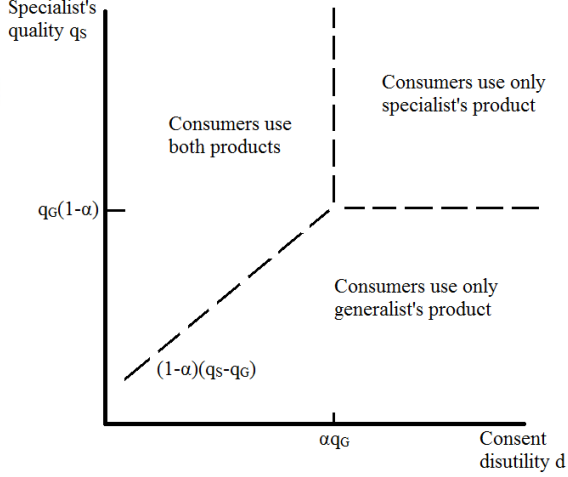 Specialist's
quality qS
Consumers use only
specialist's product
Consumers use
both products
qG(1-α)
Consumers use only
generalist's product
(1-α)(qS-qG)
αqG
Consent
disutility d